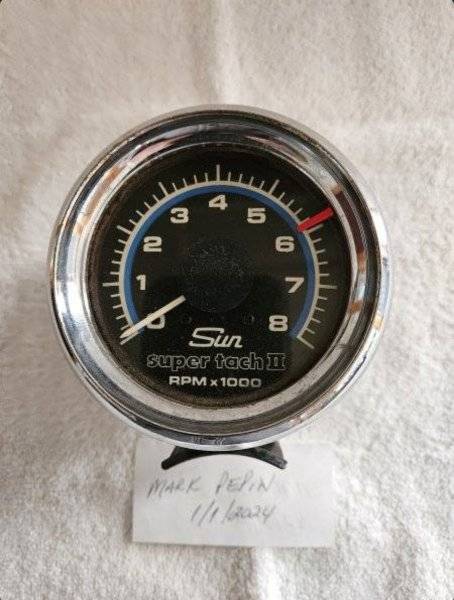 0
1
2
3
4
5
6
7
8
Sun
super tach II
RPM x 1000
MARK PEPIN
1/1/2024